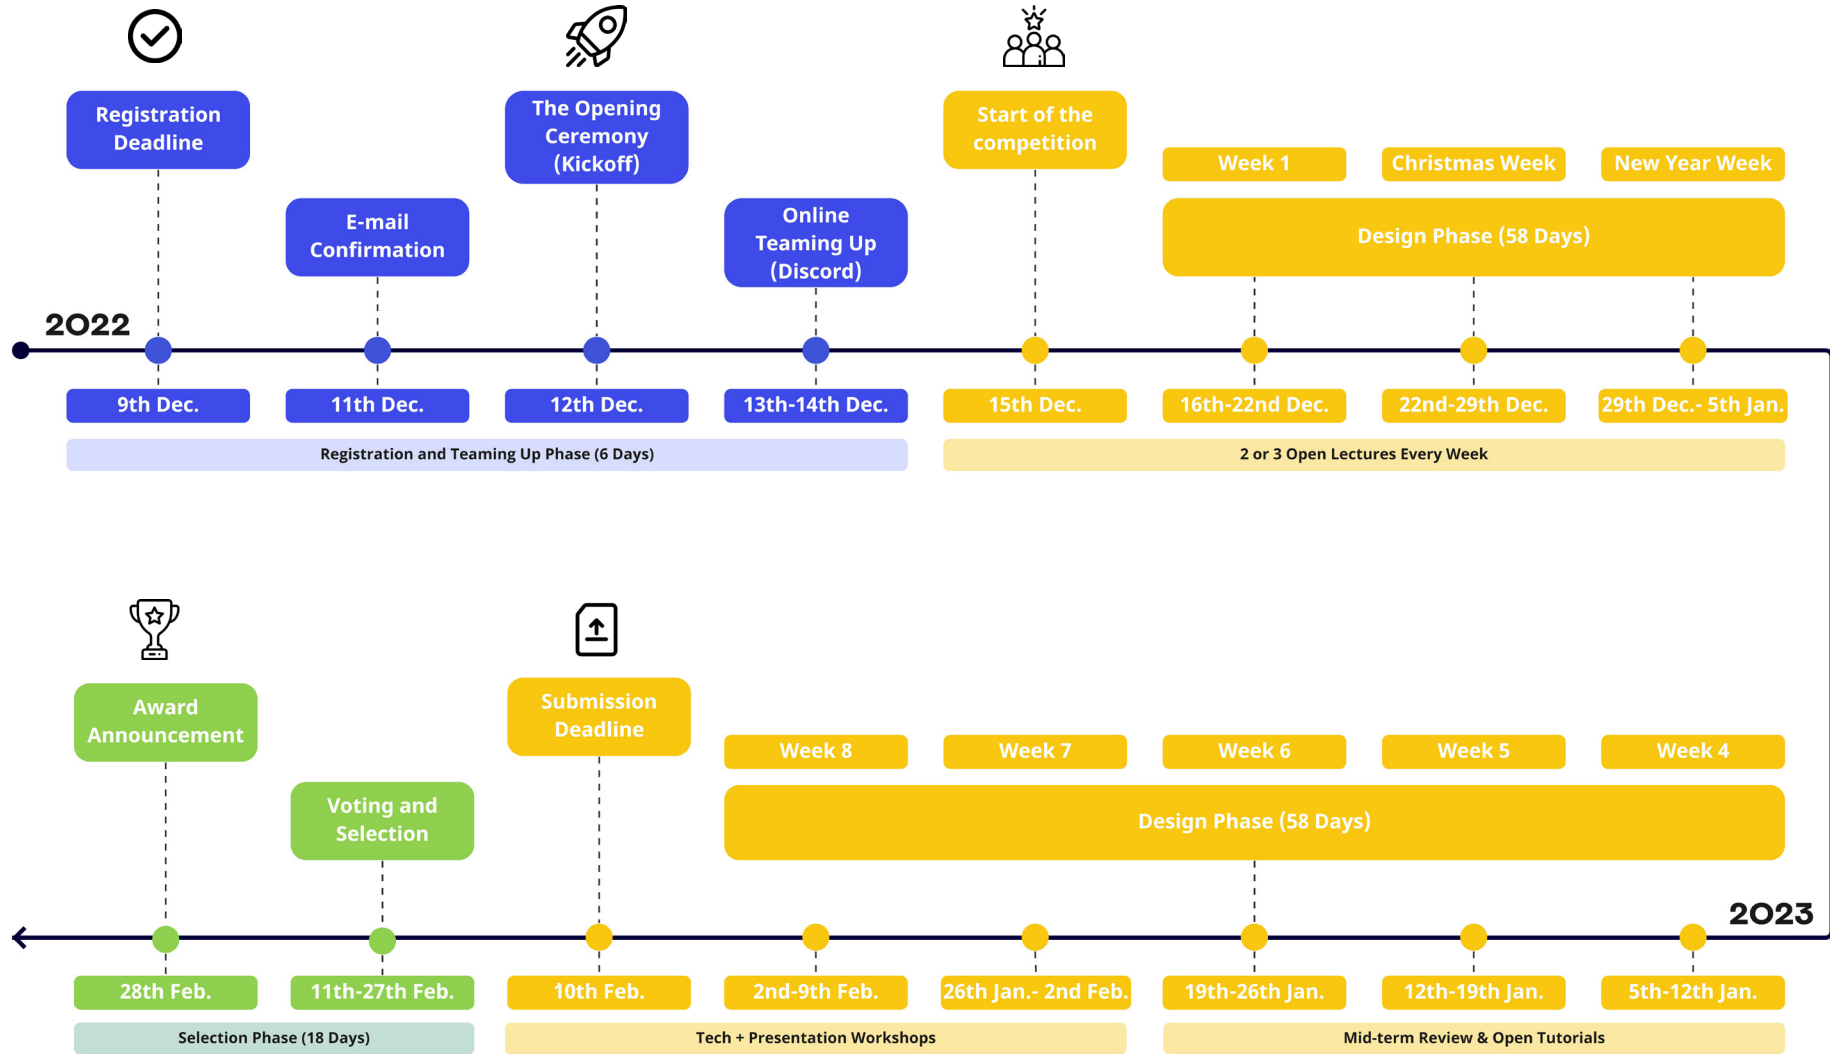 Registration
Deadline
The Opening
Ceremony
(Kickoff)
Start of the
competition
Week 1
Christmas Week
New Year Week
E-mail
Confirmation
Online
Teaming Up
(Discord)
Design Phase (58 Days)
2022
9th Dec.
11th Dec.
12th Dec.
13th-14th Dec.
15th Dec.
16th-22nd Dec.
22nd-29th Dec.
29th Dec.- 5th Jan.
Registration and Teaming Up Phase (6 Days)
2 or 3 Open Lectures Every Week
Award
Announcement
Submission
Deadline
Week 8
Week 7
Week 6
Week 5
Week 4
Voting and
Selection
Design Phase (58 Days)
2023
28th Feb.
11th-27th Feb.
10th Feb.
2nd-9th Feb.
26th Jan.- 2nd Feb.
19th-26th Jan.
12th-19th Jan.
5th-12th Jan.
Selection Phase (18 Days)
Tech + Presentation Workshops
Mid-term Review & Open Tutorials